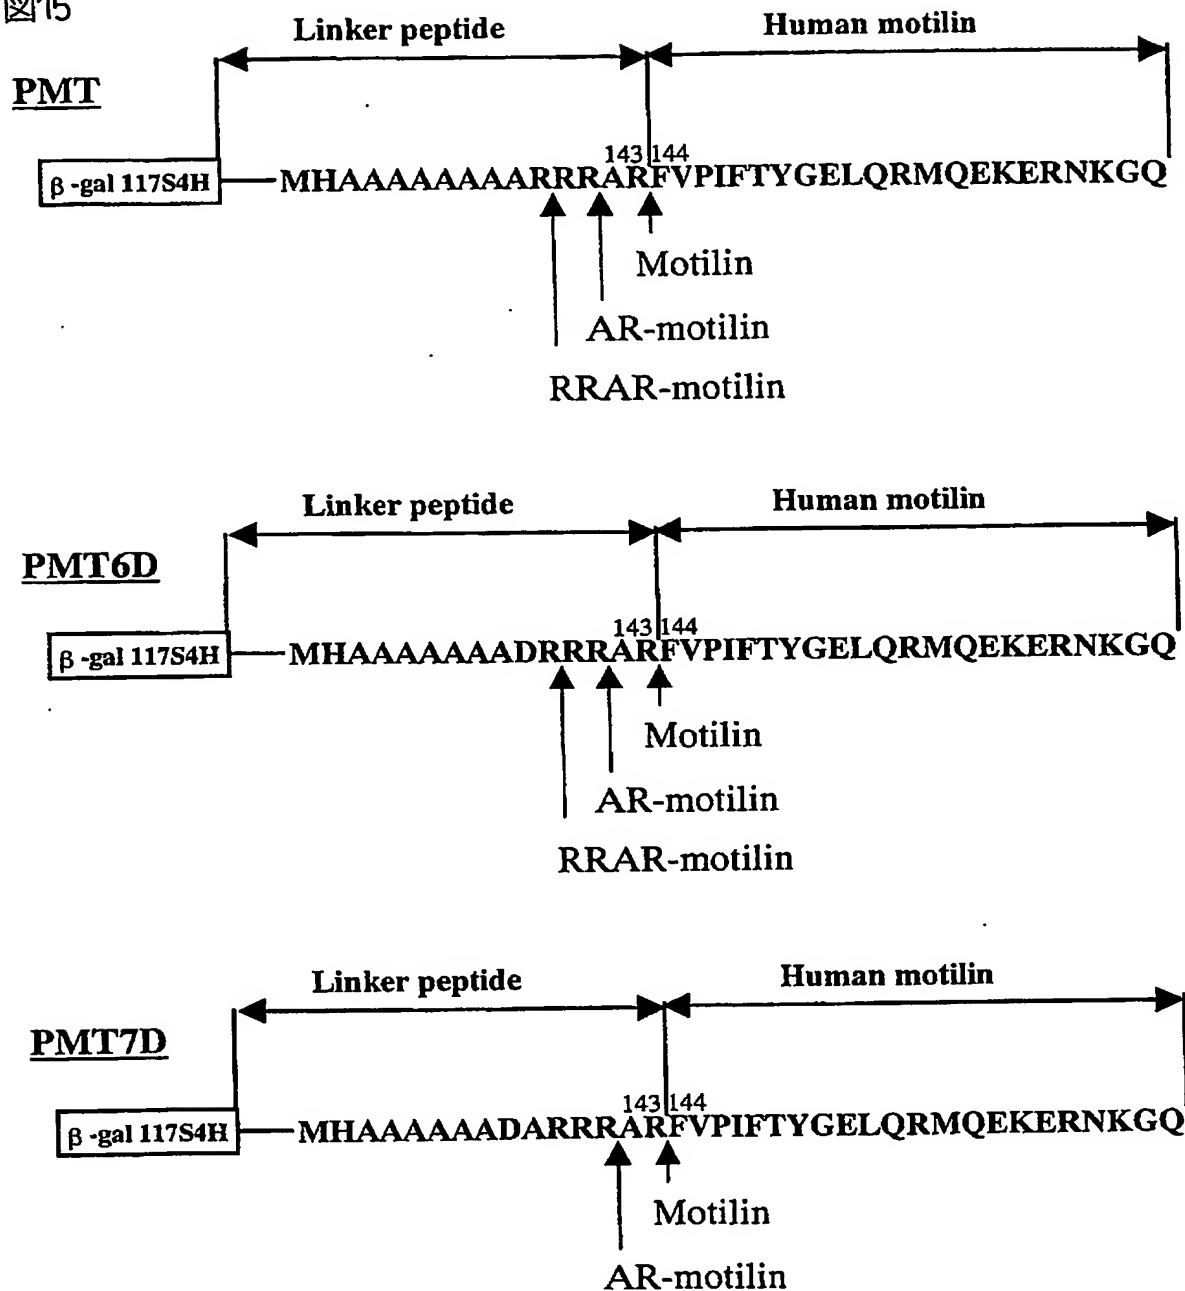 図15
Linker peptide Human motilin
PMT
143 144
β-gal 117S4H MHAAAAAAAARRRARFVPIFTYGELQRMQEKERNKGQ
Motilin
AR-motilin
RRAR-motilin
Linker peptide Human motilin
PMT6D
143 144
β-gal 117S4H MHAAAAAAADRRRARFVPIFTYGELQRMQEKERNKGQ
Motilin
AR-motilin
RRAR-motilin
Linker peptide Human motilin
PMT7D
143 144
β-gal 117S4H MHAAAAAADARRRARFVPIFTYGELQRMQEKERNKGQ
Motilin
AR-motilin